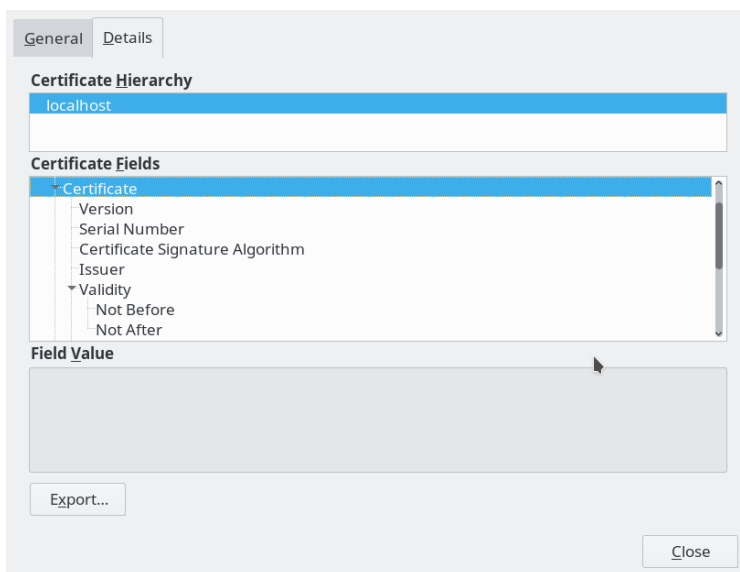 General Details
Certificate Hierarchy
localhost
Certificate Fields
Certificate
Version
Serial Number
Certificate Signature Algorithm
Issuer
Validity
Not Before
Not After
Field Value
Export...
Close